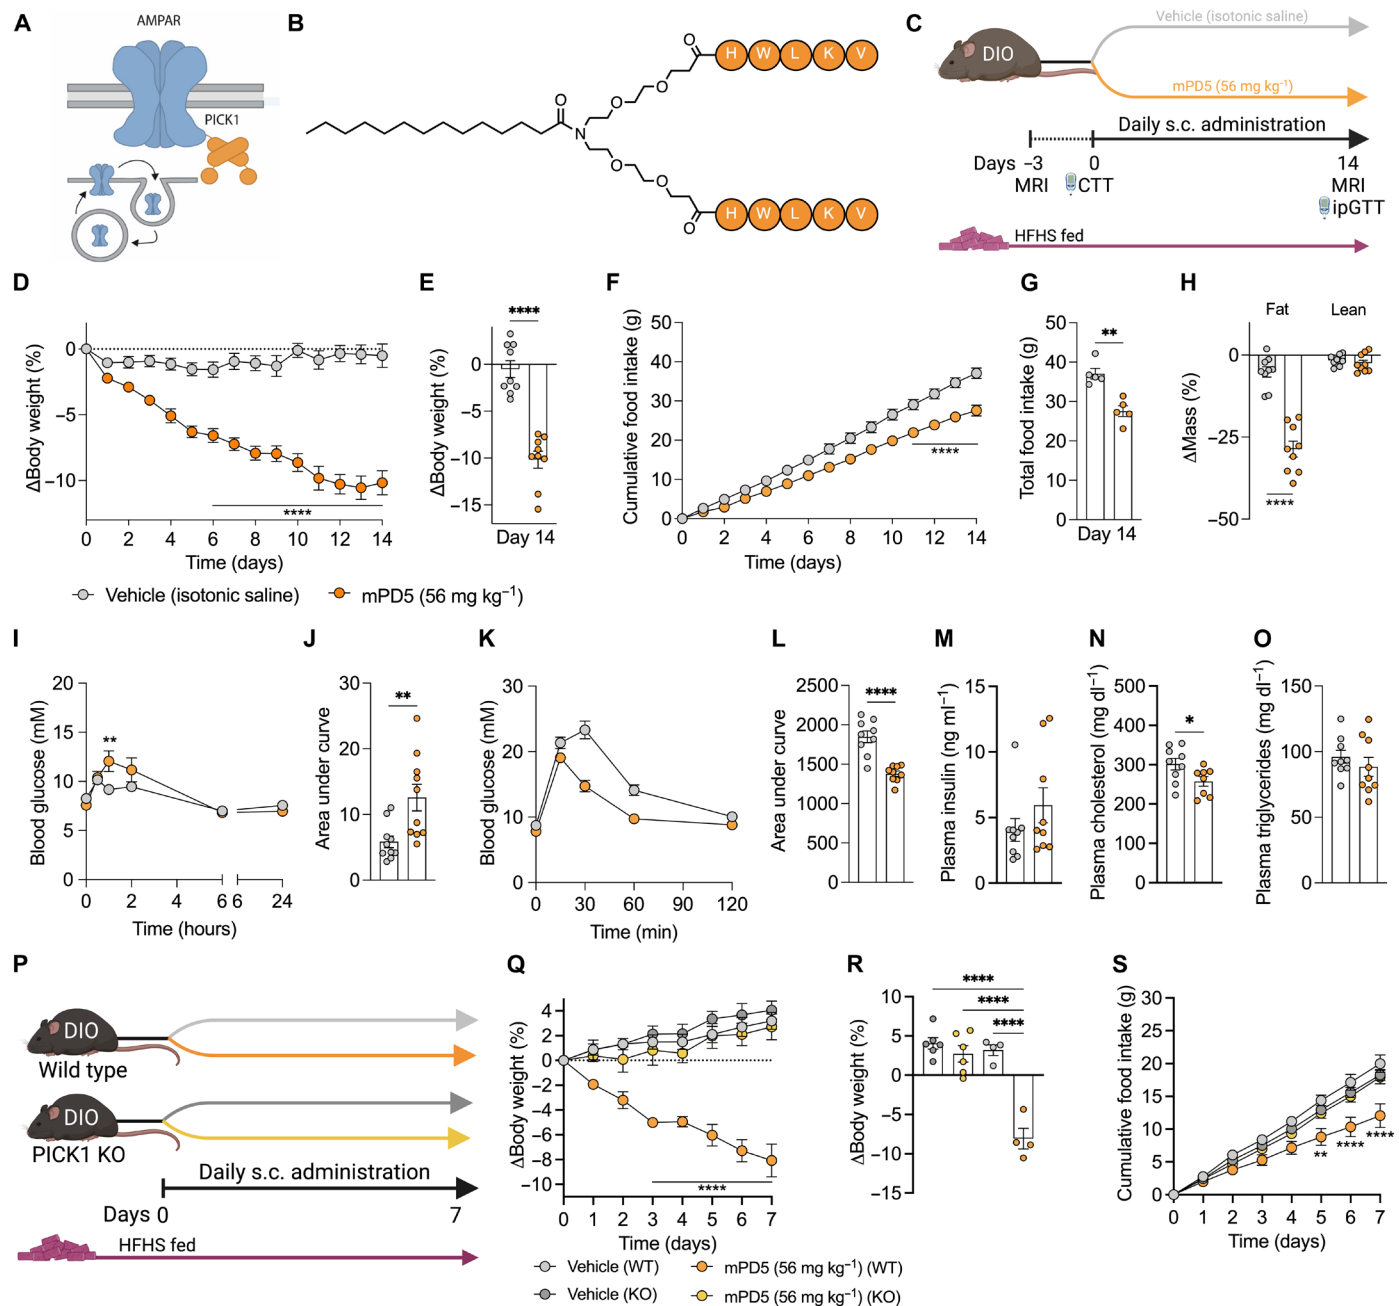 A
AMPAR
PICK1
B
O
O
O
O
N
O
O
O
H W L K V
H W L K V
C
DIO
Vehicle (isotonic saline)
mPD5 (56 mg kg⁻¹)
Daily s.c. administration
Days –3 0 14
MRI CTT MRI
ipGTT
HFHS fed
D
ΔBody weight (%)
0
−5
−10
0 2 4 6 8 10 12 14
Time (days)
****
E
****
ΔBody weight (%)
5
0
−5
−10
−15
Day 14
F
Cumulative food intake (g)
50
40
30
20
10
0
0 2 4 6 8 10 12 14
Time (days)
****
G
Total food intake (g)
50
40
30
20
10
0
**
Day 14
H
Fat Lean
ΔMass (%)
0
−25
−50
****
Vehicle (isotonic saline) mPD5 (56 mg kg⁻¹)
I
Blood glucose (mM)
20
15
10
5
0
**
0 2 4 6 6 24
Time (hours)
J
Area under curve
30
20
10
0
**
K
Blood glucose (mM)
30
20
10
0
0 30 60 90 120
Time (min)
L
Area under curve
2500
2000
1500
1000
500
0
****
M
Plasma insulin (ng ml⁻¹)
15
10
5
0
N
Plasma cholesterol (mg dl⁻¹)
500
400
300
200
100
0
*
O
Plasma triglycerides (mg dl⁻¹)
150
100
50
0
P
DIO
Wild type
DIO
PICK1 KO
Daily s.c. administration
Days 0 7
HFHS fed
Q
ΔBody weight (%)
4
2
0
−2
−4
−6
−8
−10
****
0 1 2 3 4 5 6 7
Time (days)
R
ΔBody weight (%)
10
5
0
−5
−10
−15
****
****
****
S
Cumulative food intake (g)
30
25
20
15
10
5
0
** **** ****
0 1 2 3 4 5 6 7
Time (days)
Vehicle (WT) mPD5 (56 mg kg⁻¹) (WT)
Vehicle (KO) mPD5 (56 mg kg⁻¹) (KO)